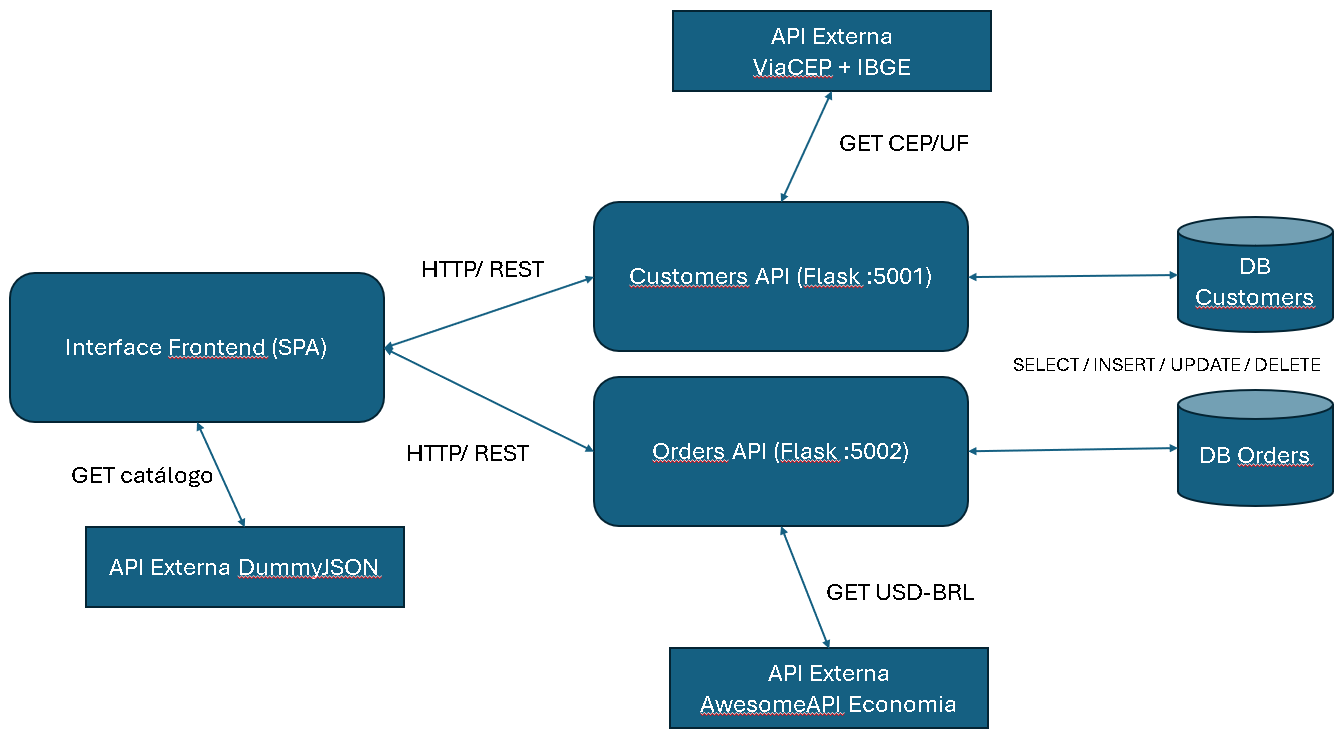 API Externa
ViaCEP + IBGE
GET CEP/UF
HTTP/ REST
Customers API (Flask :5001)
DB
Customers
Interface Frontend (SPA)
SELECT / INSERT / UPDATE / DELETE
HTTP/ REST
Orders API (Flask :5002)
DB Orders
GET catálogo
API Externa DummyJSON
GET USD-BRL
API Externa
AwesomeAPI Economia